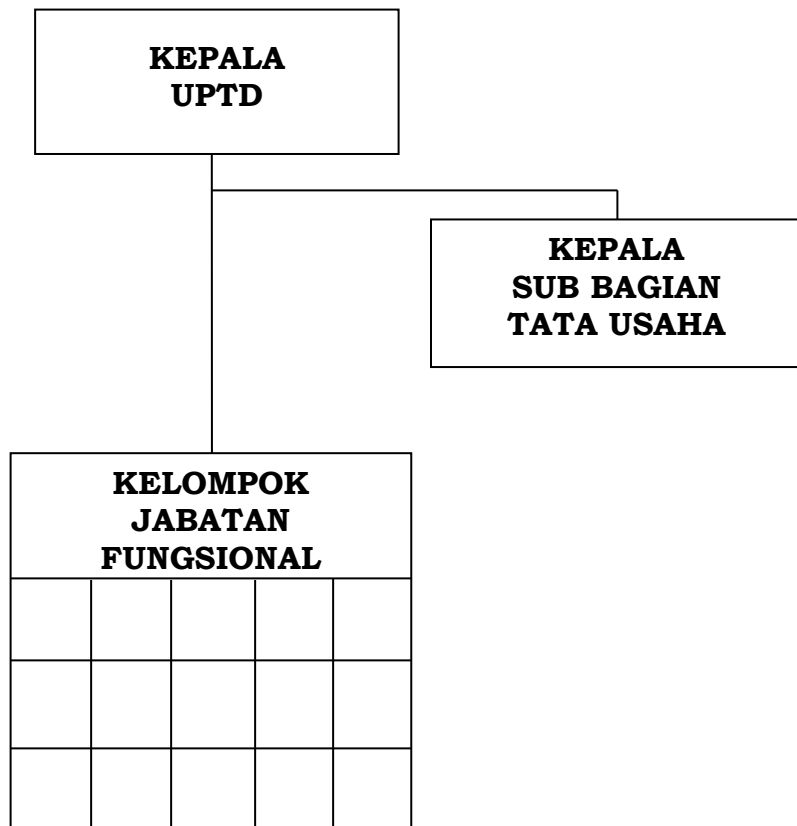 KEPALA
UPTD
KEPALA
SUB BAGIAN
TATA USAHA
KELOMPOK
JABATAN
FUNGSIONAL